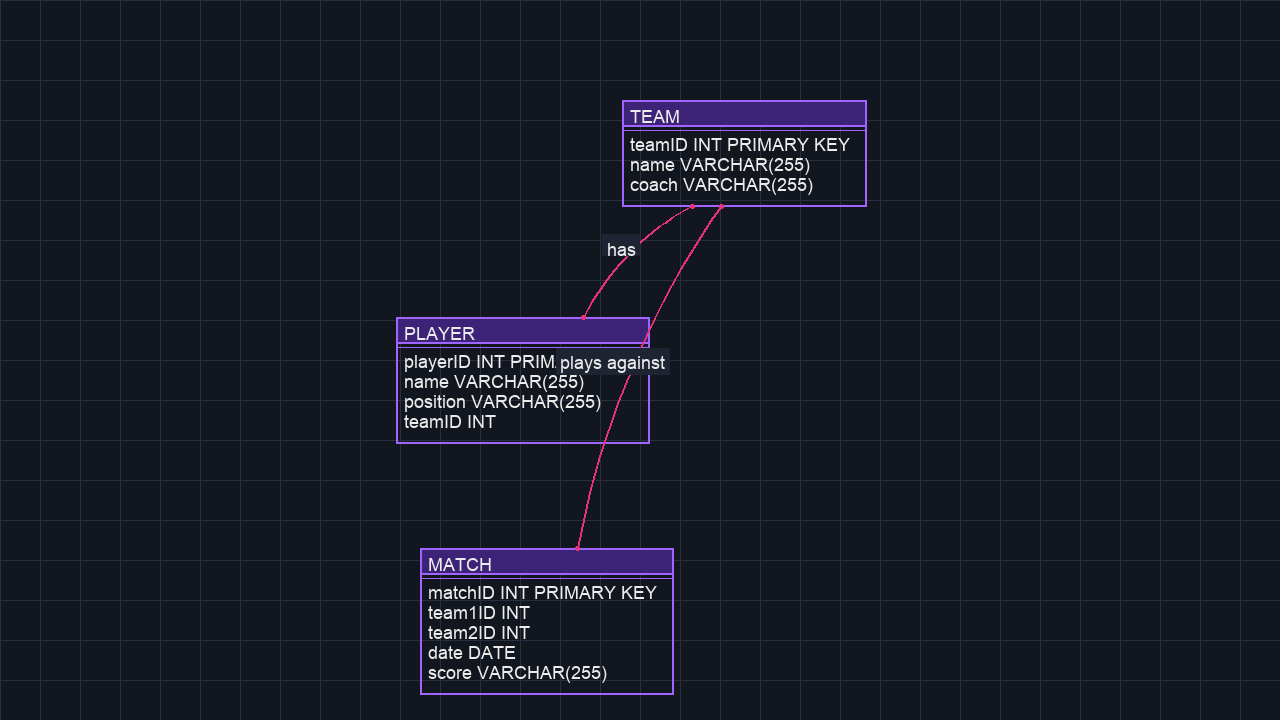 TEAM
teamID INT PRIMARY KEY
name VARCHAR(255)
coach VARCHAR(255)
has
PLAYER
playerID INT PRIM
plays against
name VARCHAR(255)
position VARCHAR(255)
teamID INT
MATCH
matchID INT PRIMARY KEY
team1ID INT
team2ID INT
date DATE
score VARCHAR(255)